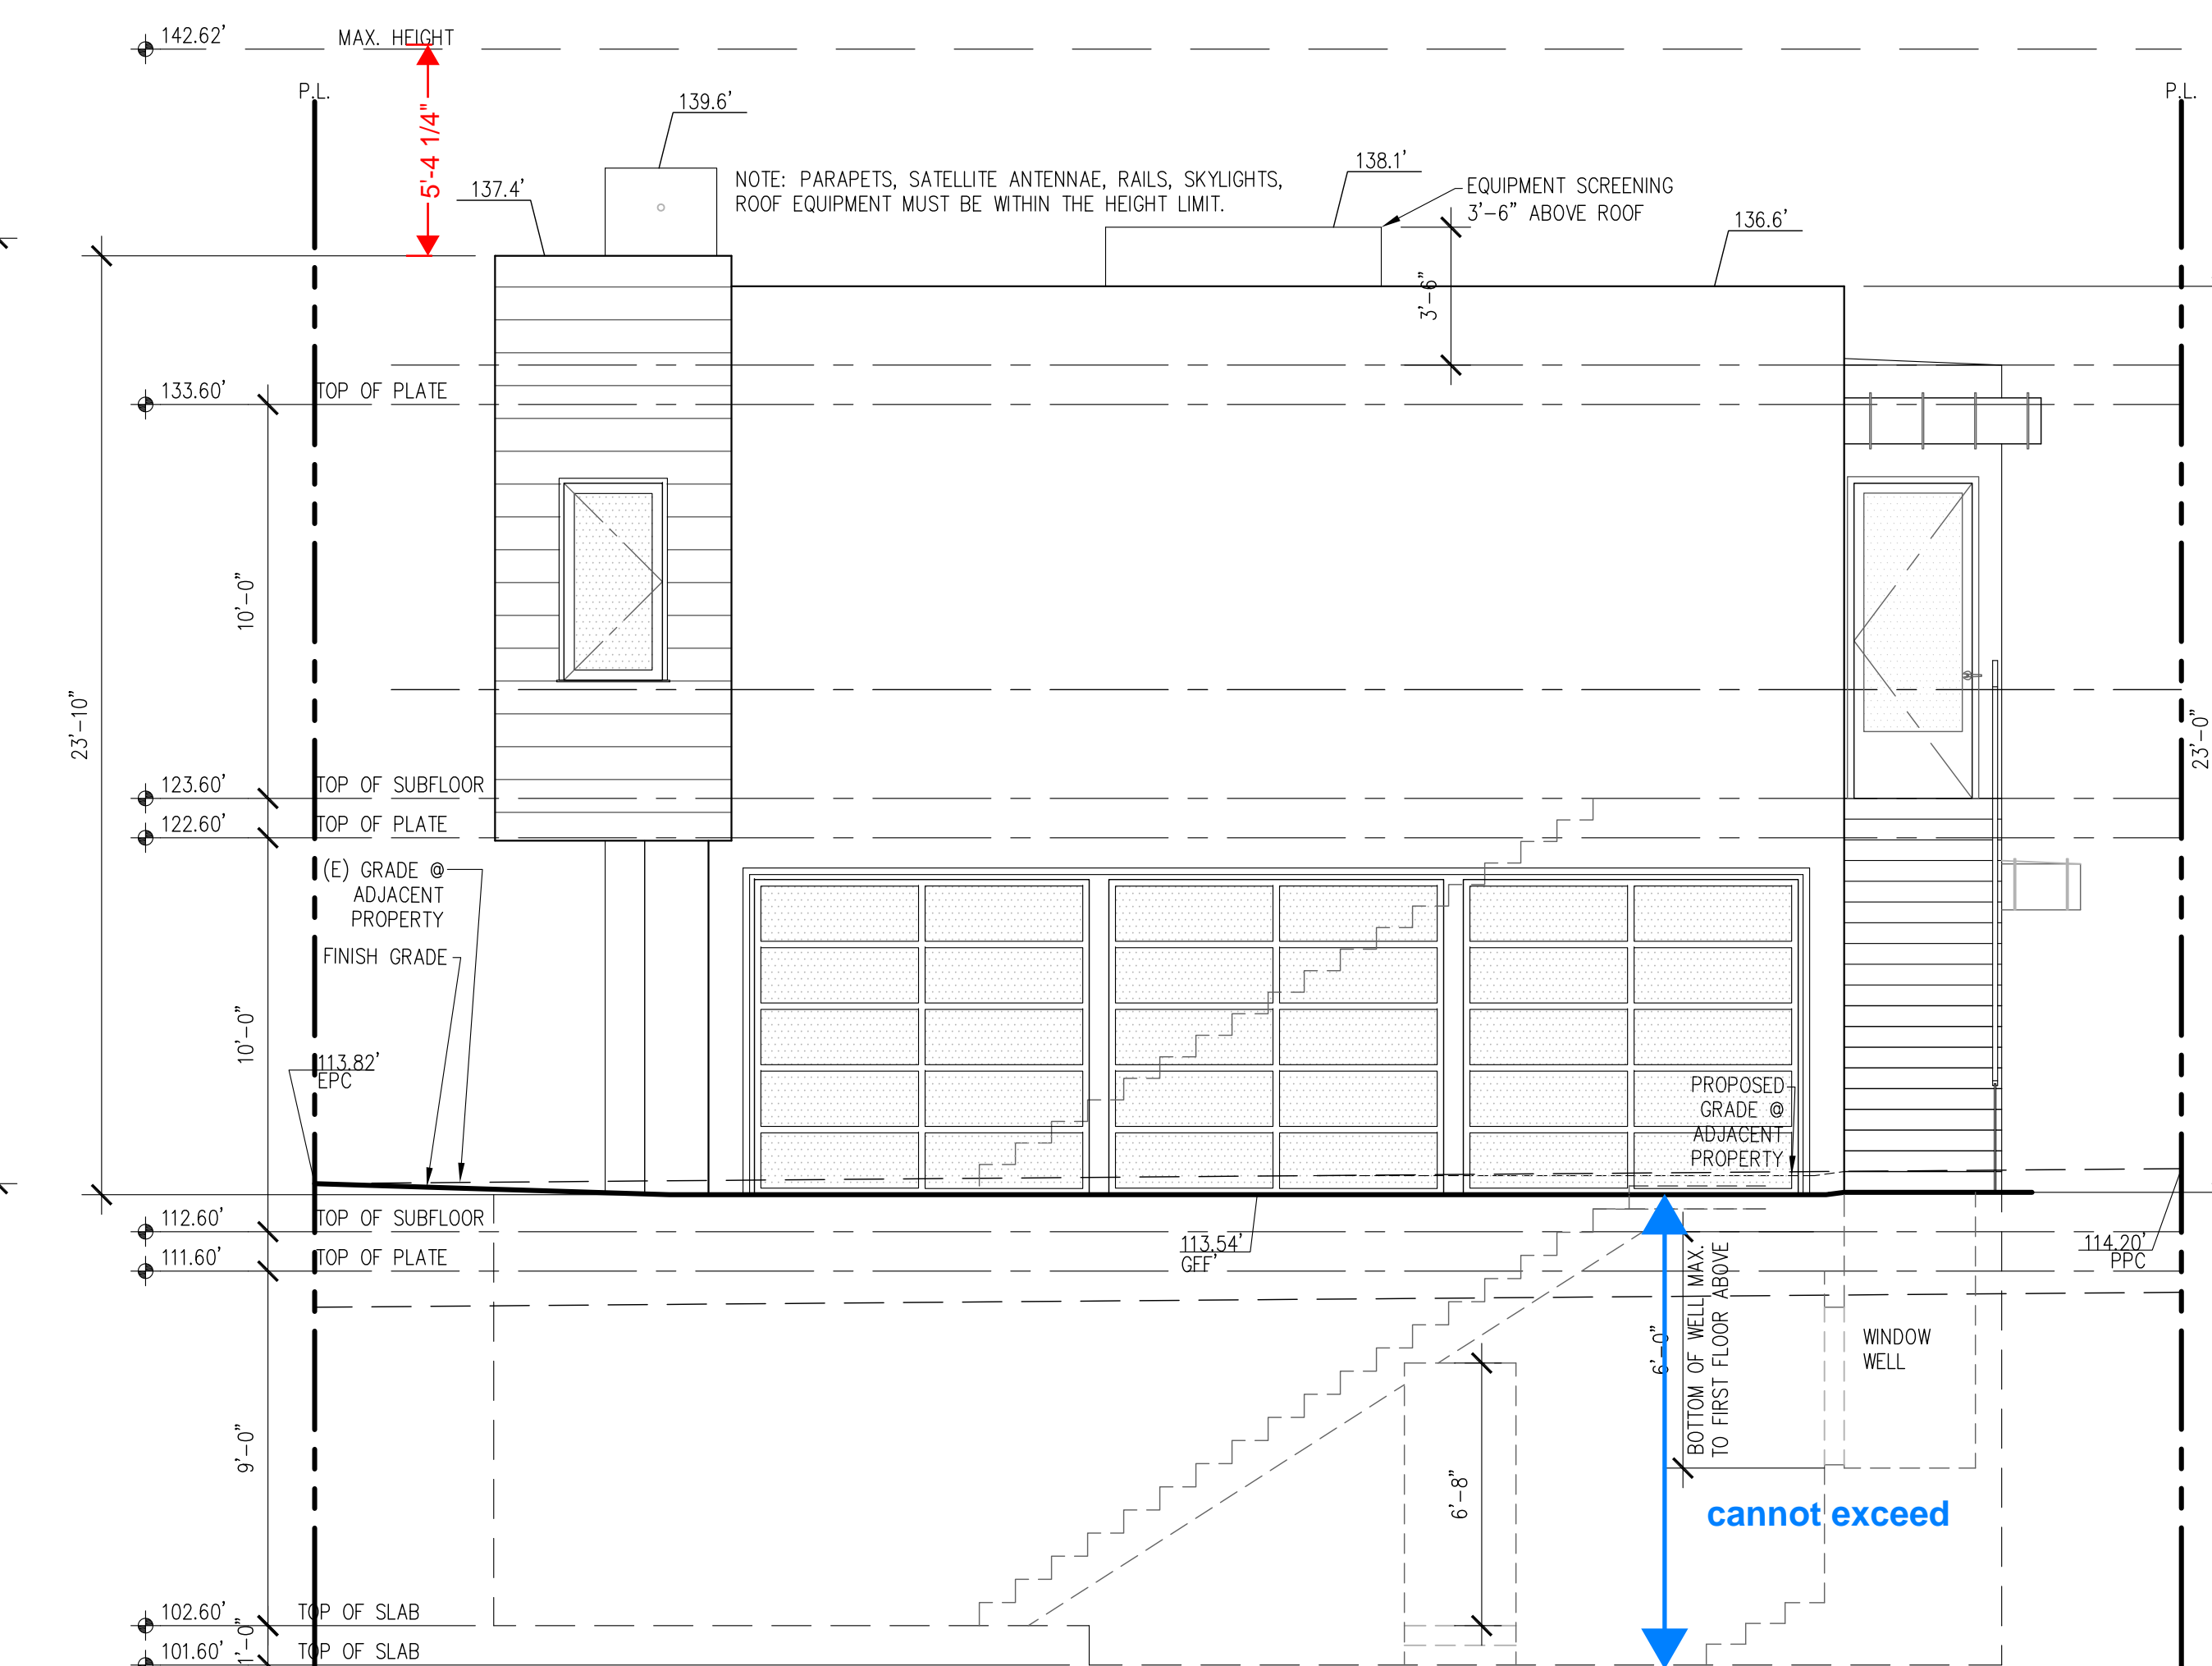 142.62'
MAX. HEIGHT
P.L.
P.L.
5'-4 1/4"
139.6'
137.4'
NOTE: PARAPETS, SATELLITE ANTENNAE, RAILS, SKYLIGHTS,
ROOF EQUIPMENT MUST BE WITHIN THE HEIGHT LIMIT.
138.1'
EQUIPMENT SCREENING
3'-6" ABOVE ROOF
136.6'
3'-6"
133.60'
TOP OF PLATE
10'-0"
23'-10"
23'-0"
123.60'
TOP OF SUBFLOOR
122.60'
TOP OF PLATE
(E) GRADE @
ADJACENT
PROPERTY
FINISH GRADE
10'-0"
113.82'
EPC
PROPOSED
GRADE @
ADJACENT
PROPERTY
112.60'
TOP OF SUBFLOOR
111.60'
TOP OF PLATE
113.54'
GFF'
114.20'
PPC
6'-0"
BOTTOM OF WELL MAX.
TO FIRST FLOOR ABOVE
WINDOW
WELL
9'-0"
6'-8"
cannot exceed
102.60'
TOP OF SLAB
1'-0"
101.60'
TOP OF SLAB